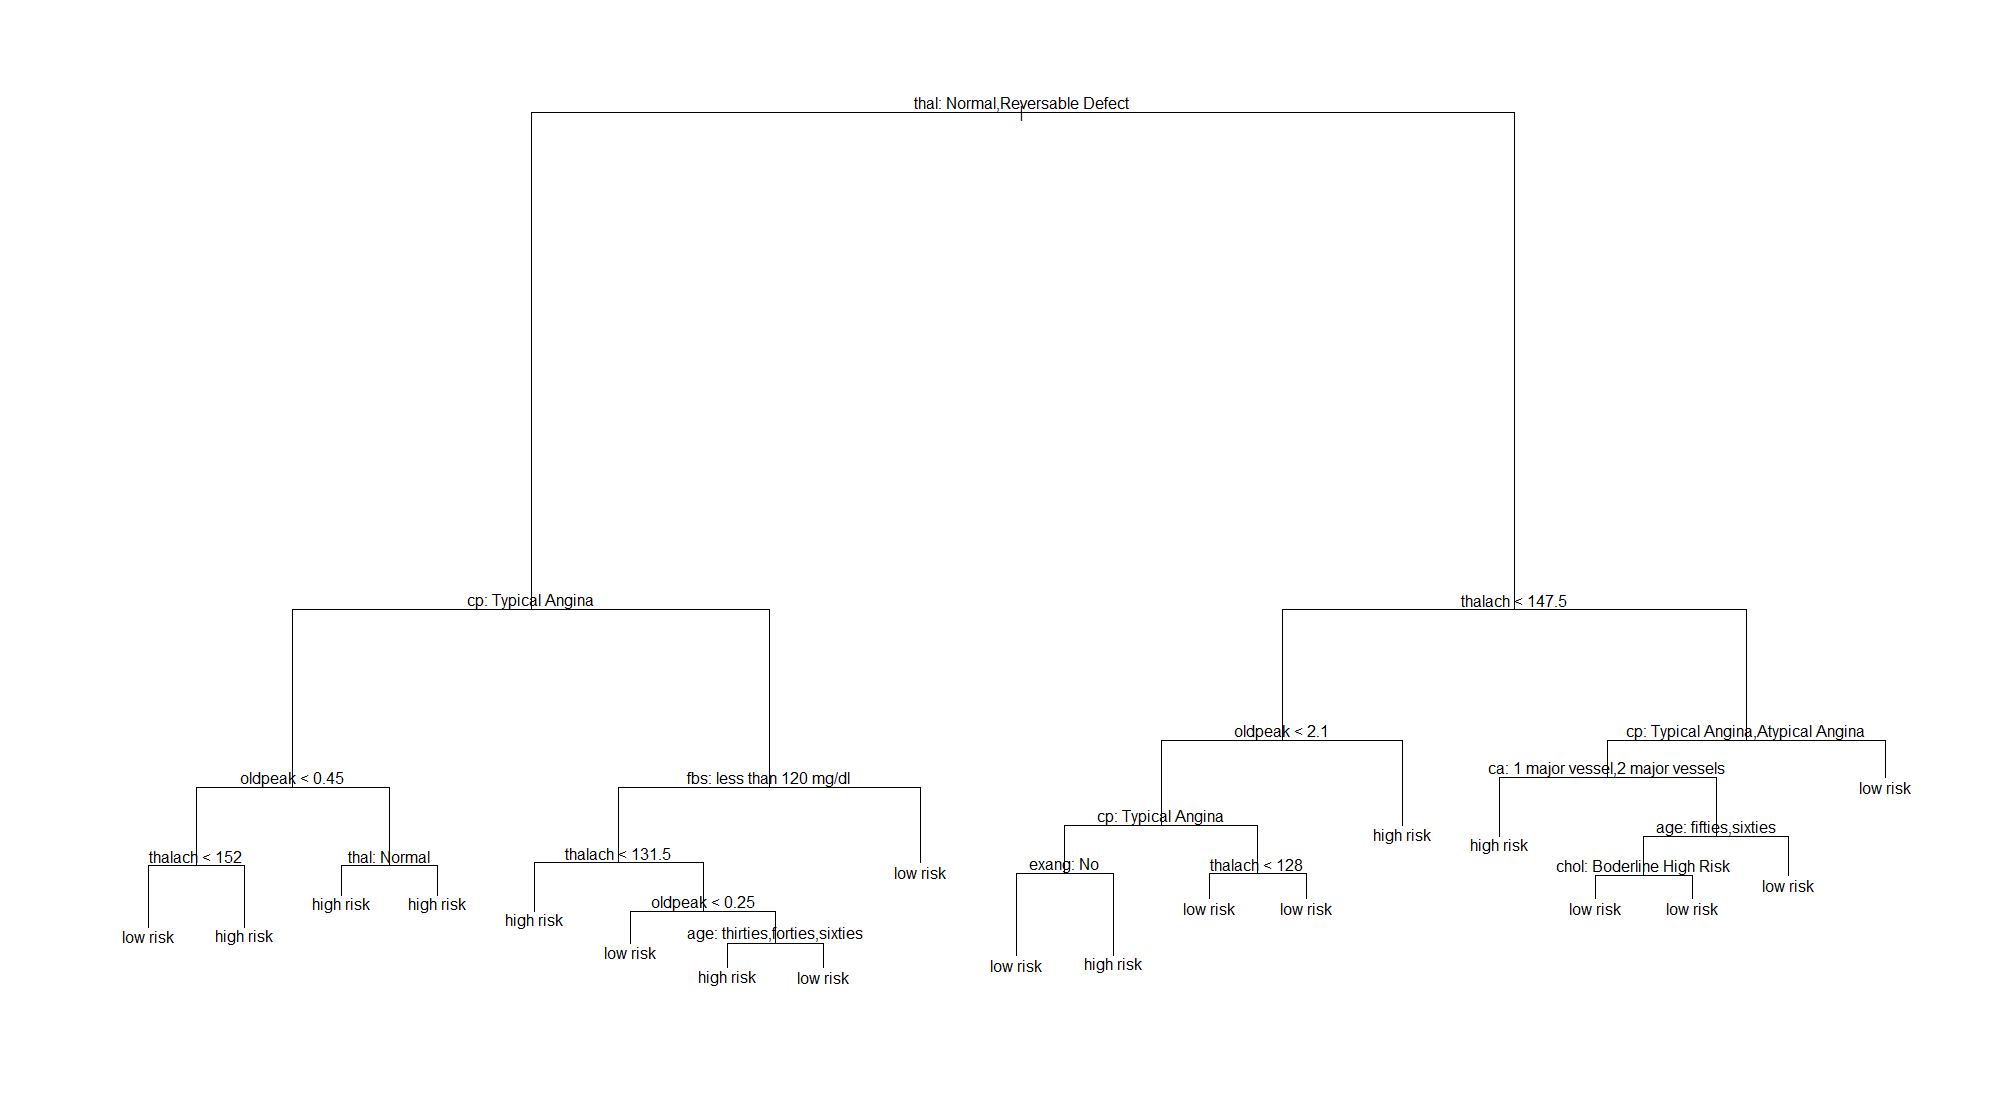 thal: Normal,Reversable Defect
cp: Typical Angina
thalach < 147.5
oldpeak < 2.1
cp: Typical Angina,Atypical Angina
ca: 1 major vessel,2 major vessels
oldpeak < 0.45
fbs: less than 120 mg/dl
low risk
cp: Typical Angina
high risk
high risk
age: fifties,sixties
thalach < 152
thal: Normal
thalach < 131.5
low risk
exang: No
thalach < 128
chol: Boderline High Risk
low risk
high risk
high risk
high risk
oldpeak < 0.25
low risk
low risk
low risk
low risk
low risk
high risk
low risk
age: thirties,forties,sixties
high risk
low risk
low risk
high risk